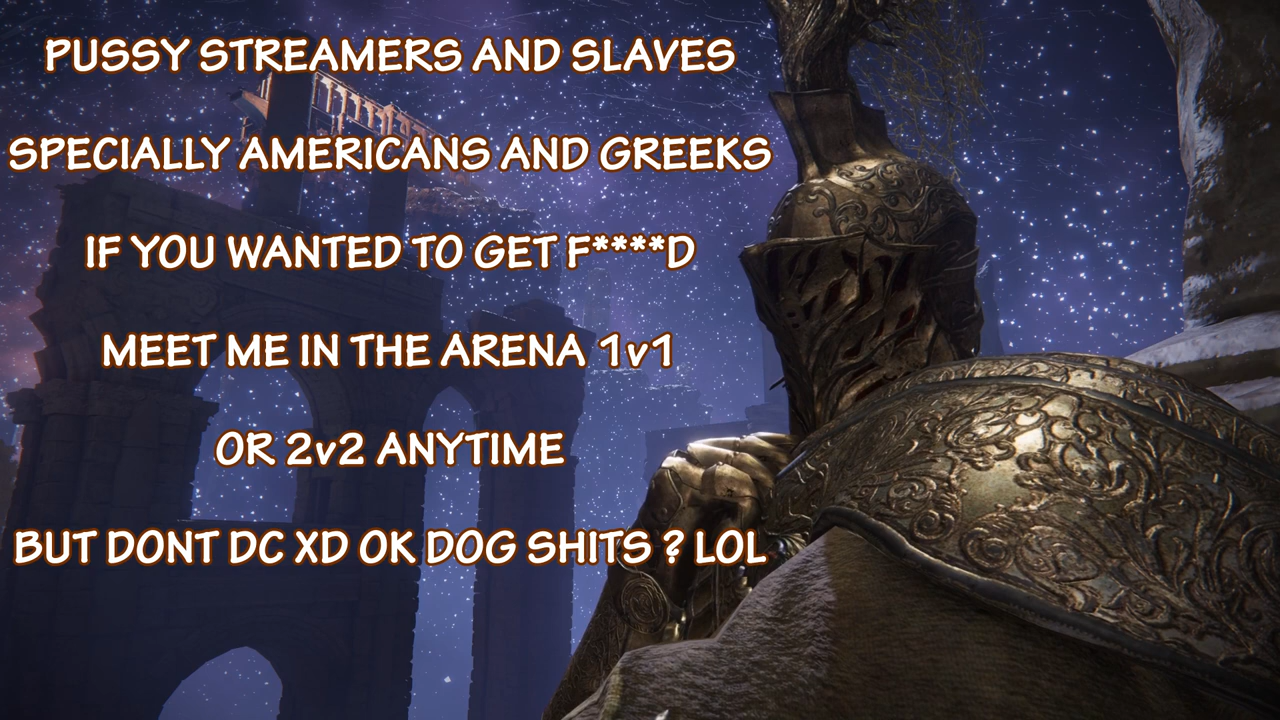 PUSSY STREAMERS AND SLAVES
SPECIALLY AMERICANS AND GREEKS
IF YOU WANTED TO GET F****D
MEET ME IN THE ARENA 1v1
OR 2v2 ANYTIME
BUT DONT DC XD OK DOG SHITS ? LOL